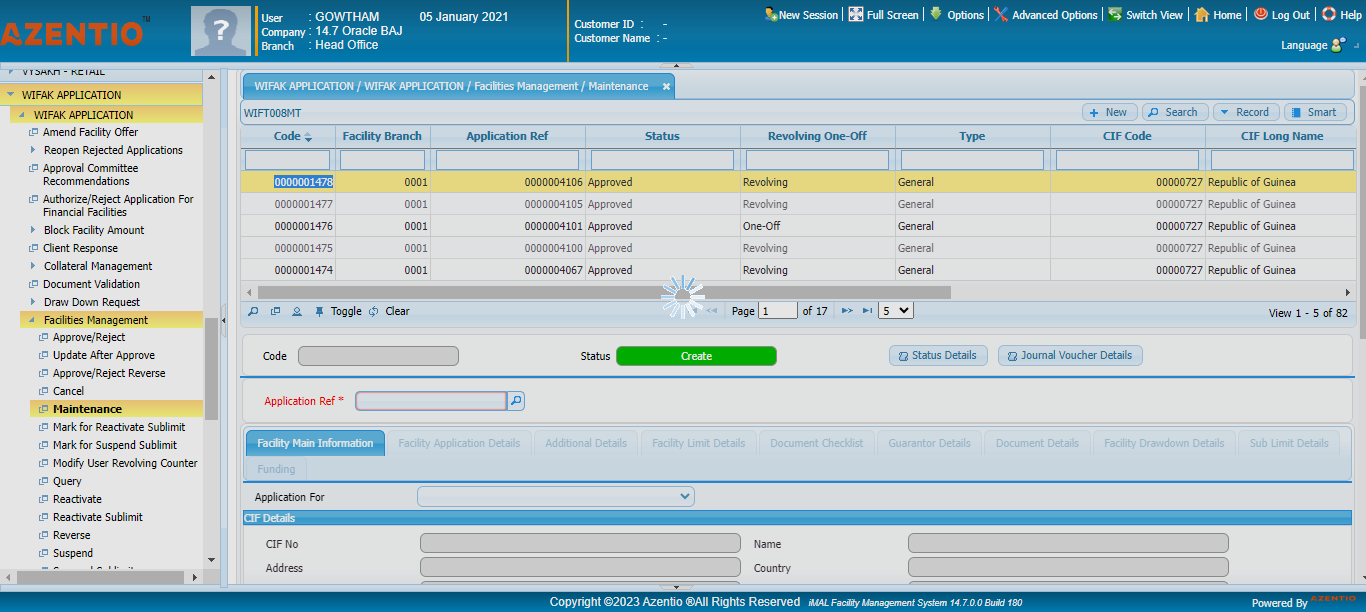 AZENTIO™
?
User : GOWTHAM 05 January 2021
Company : 14.7 Oracle BAJ
Branch : Head Office
Customer ID : -
Customer Name : -
New Session Full Screen Options Advanced Options Switch View Home Log Out Help
Language
VYSAKH - RETAIL
WIFAK APPLICATION
WIFAK APPLICATION
Amend Facility Offer
Reopen Rejected Applications
Approval Committee
Recommendations
Authorize/Reject Application For
Financial Facilities
Block Facility Amount
Client Response
Collateral Management
Document Validation
Draw Down Request
Facilities Management
Approve/Reject
Update After Approve
Approve/Reject Reverse
Cancel
Maintenance
Mark for Reactivate Sublimit
Mark for Suspend Sublimit
Modify User Revolving Counter
Query
Reactivate
Reactivate Sublimit
Reverse
Suspend
WIFAK APPLICATION / WIFAK APPLICATION / Facilities Management / Maintenance
WIFT008MT
New Search Record Smart
Code Facility Branch Application Ref Status Revolving One-Off Type CIF Code CIF Long Name
0000001478 0001 0000004106 Approved Revolving General 00000727 Republic of Guinea
0000001477 0001 0000004105 Approved Revolving General 00000727 Republic of Guinea
0000001476 0001 0000004101 Approved One-Off General 00000727 Republic of Guinea
0000001475 0001 0000004100 Approved Revolving General 00000727 Republic of Guinea
0000001474 0001 0000004067 Approved Revolving General 00000727 Republic of Guinea
Toggle Clear Page 1 of 17 5 View 1 - 5 of 82
Code Status Create Status Details Journal Voucher Details
Application Ref *
Facility Main Information Facility Application Details Additional Details Facility Limit Details Document Checklist Guarantor Details Document Details Facility Drawdown Details Sub Limit Details
Funding
Application For
CIF Details
CIF No Name
Address Country
Copyright ©2023 Azentio ®All Rights Reserved iMAL Facility Management System 14.7.0.0 Build 180
Powered By AZENTIO